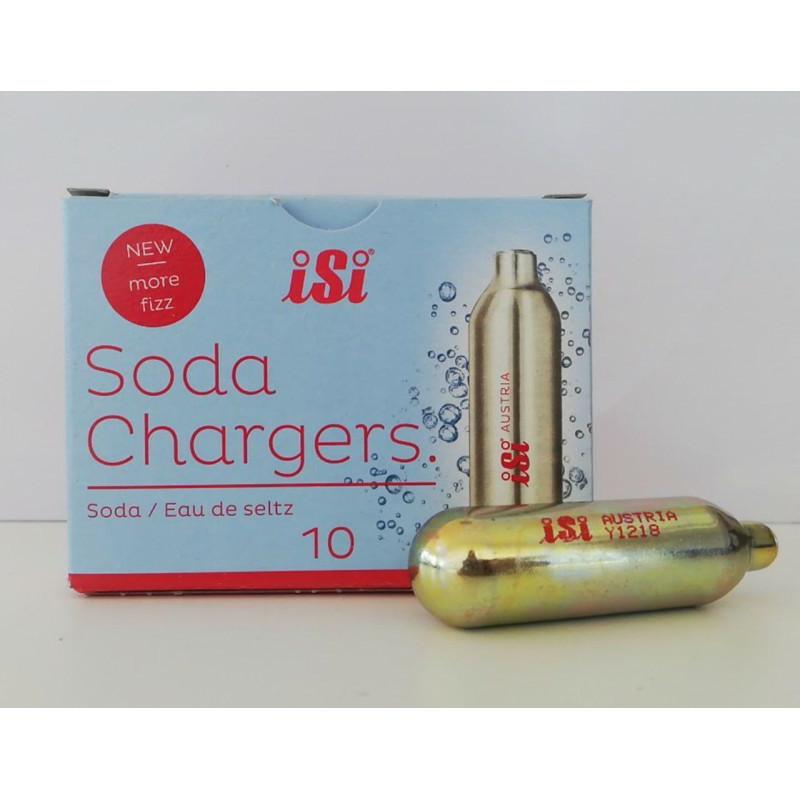 NEW
more
fizz
iSi®
Soda
Chargers.
Soda / Eau de seltz
10
iSi® AUSTRIA
iSi AUSTRIA
Y1218